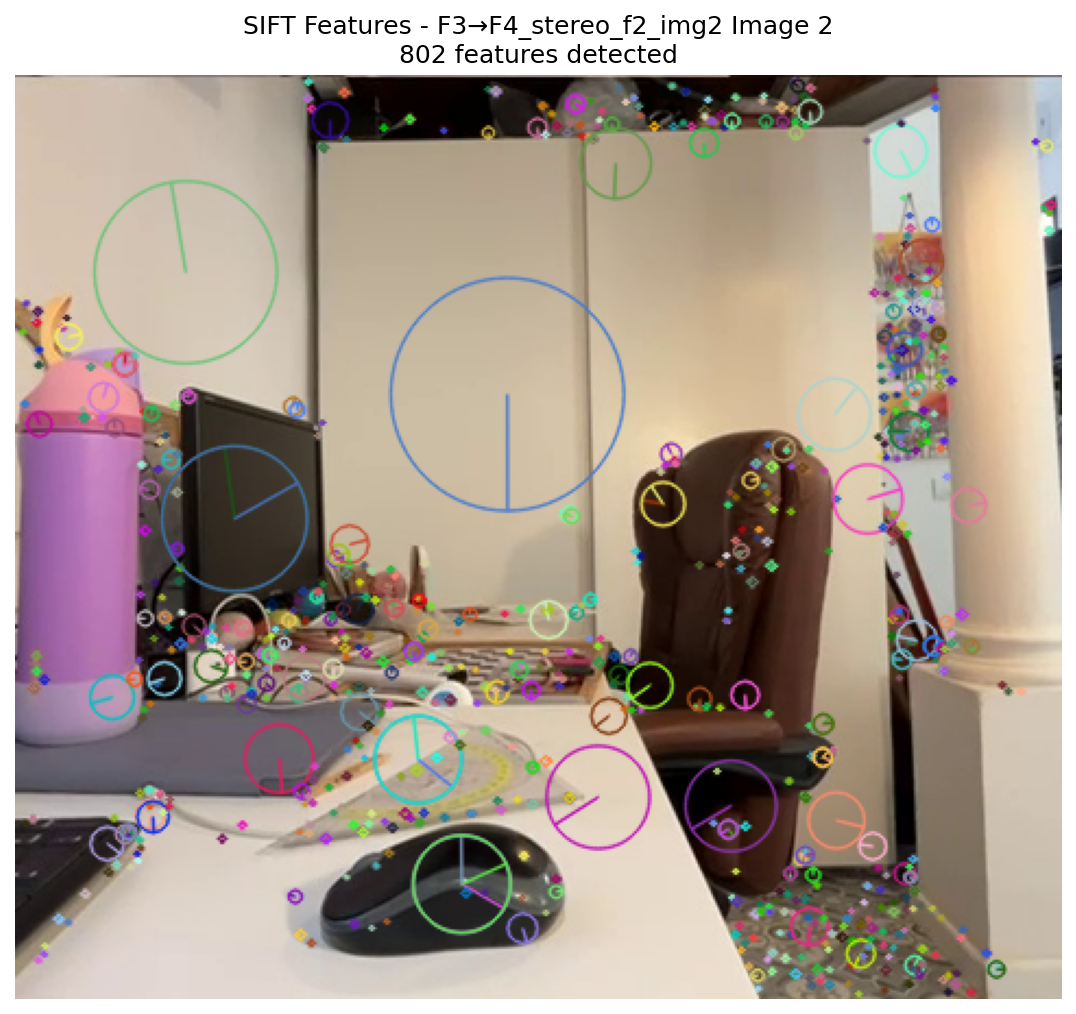 SIFT Features - F3→F4_stereo_f2_img2 Image 2
802 features detected